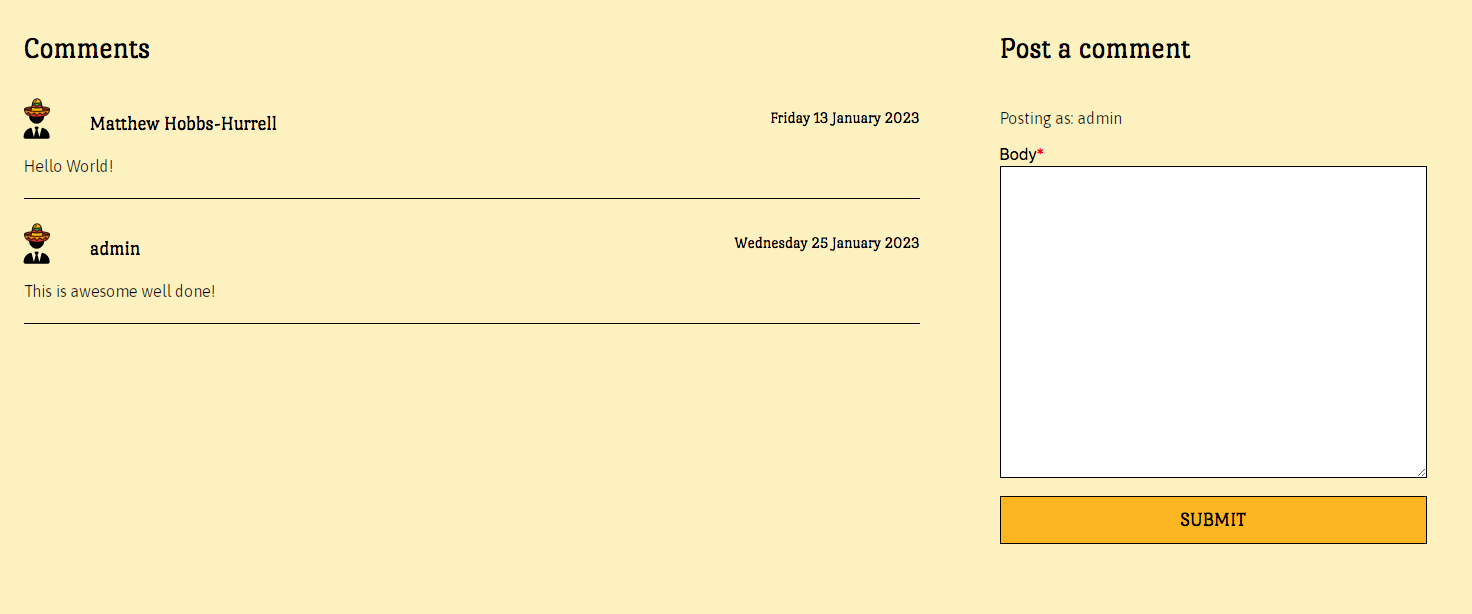 Comments
Matthew Hobbs-Hurrell
Friday 13 January 2023
Hello World!
admin
Wednesday 25 January 2023
This is awesome well done!
Post a comment
Posting as: admin
Body*
SUBMIT